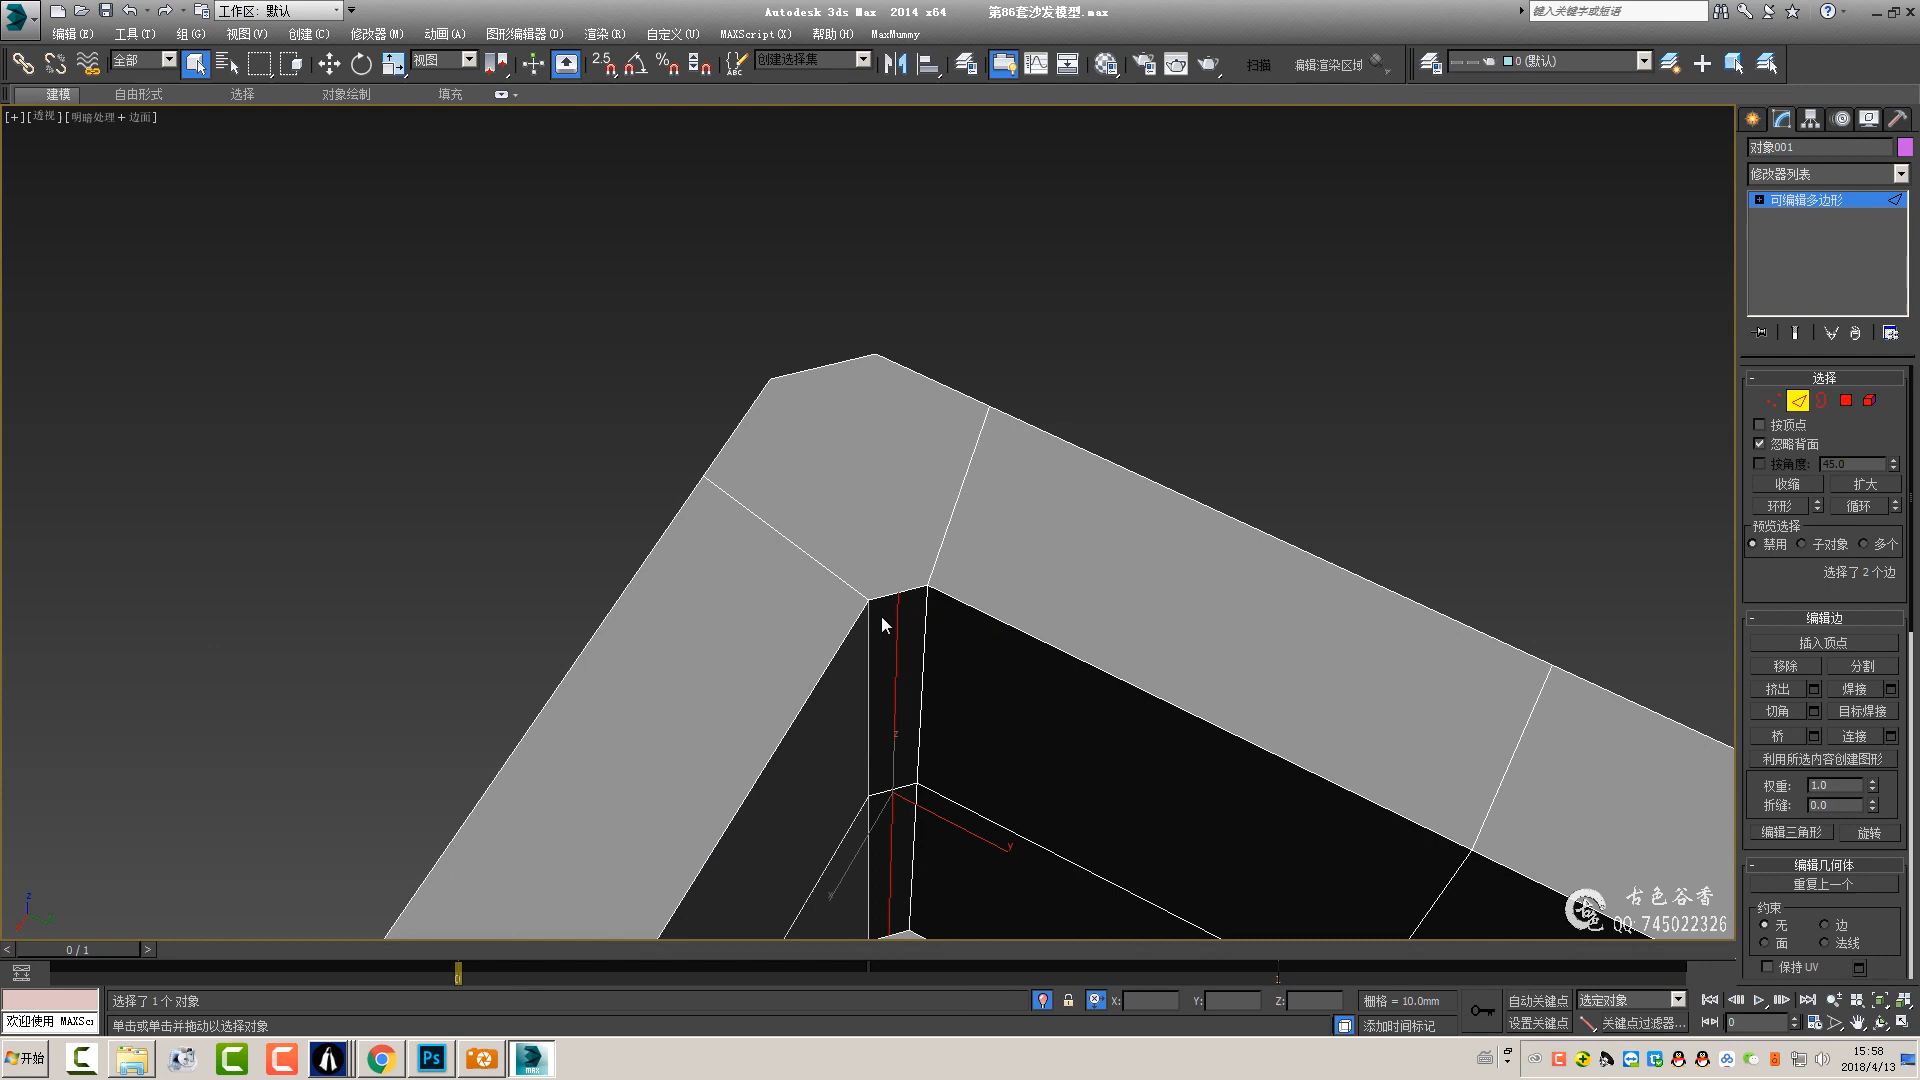 工作区: 默认
Autodesk 3ds Max 2014 x64 第86套沙发模型.max
键入关键字或短语
编辑(E) 工具(T) 组(G) 视图(V) 创建(C) 修改器(M) 动画(A) 图形编辑器(D) 渲染(R) 自定义(U) MAXScript(X) 帮助(H) MaxMummy
全部 视图 2.5 创建选择集 扫描 编辑渲染区域 0 (默认)
建模 自由形式 选择 对象绘制 填充
[+][透视][明暗处理 + 边面]
对象001
修改器列表
可编辑多边形
选择
按顶点
忽略背面
按角度: 45.0
收缩 扩大
环形 循环
预览选择
禁用 子对象 多个
选择了 2 个边
编辑边
插入顶点
移除 分割
挤出 焊接
切角 目标焊接
桥 连接
利用所选内容创建图形
权重: 1.0
折缝: 0.0
编辑三角形 旋转
编辑几何体
重复上一个
约束
无 边
面 法线
保持 UV
z
y
x
古色谷香
QQ: 745022326
0 / 1
选择了 1 个 对象
X: Y: Z: 栅格 = 10.0mm
自动关键点 选定对象
欢迎使用 MAXScr
单击或单击并拖动以选择对象
添加时间标记
设置关键点 关键点过滤器... 0
开始
Ps
MAX
15:58
2018/4/13